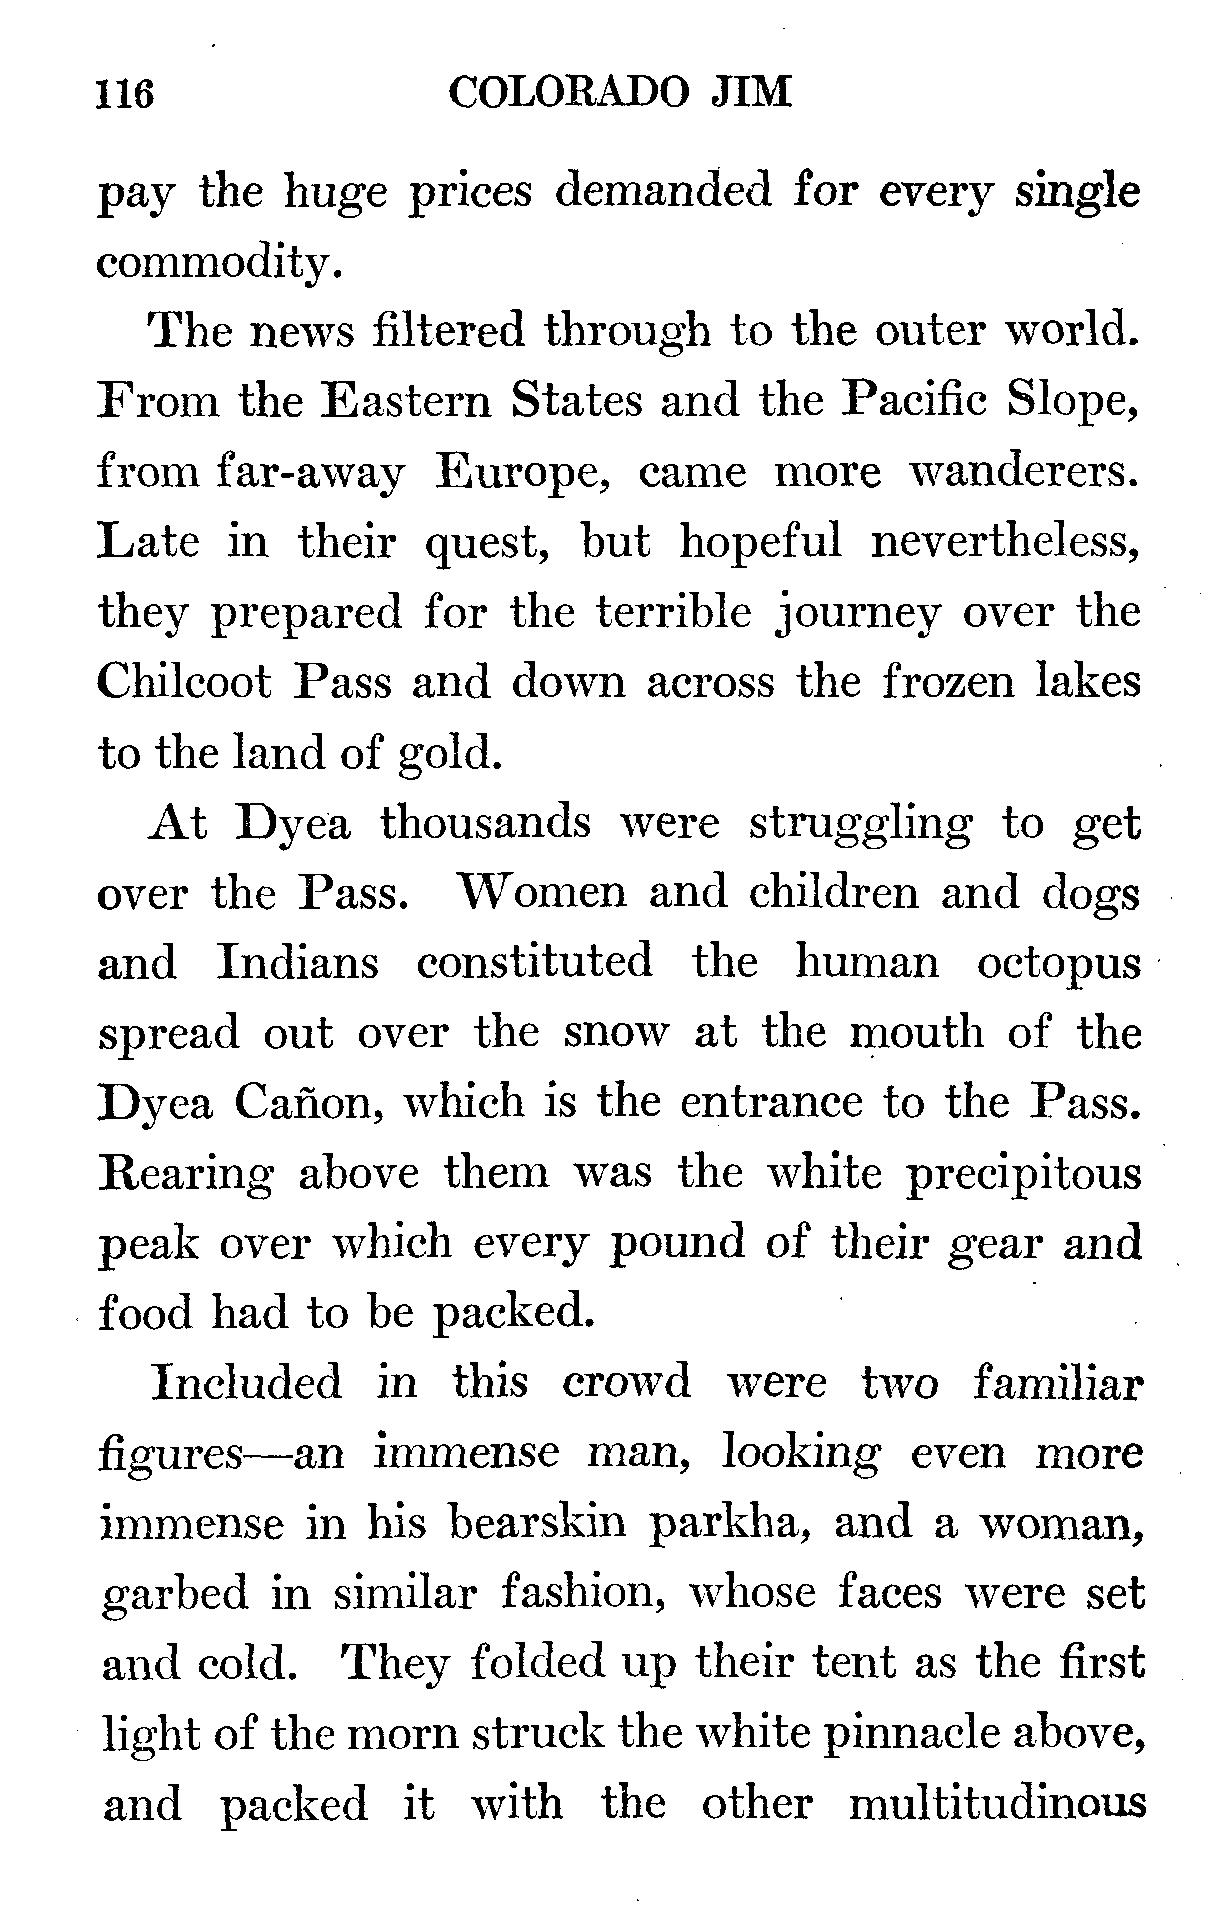 116 COLORADO JIM
pay the huge prices demanded for every single
commodity.
The news filtered through to the outer world.
From the Eastern States and the Pacific Slope,
from far-away Europe, came more wanderers.
Late in their quest, but hopeful nevertheless,
they prepared for the terrible journey over the
Chilcoot Pass and down across the frozen lakes
to the land of gold.
At Dyea thousands were struggling to get
over the Pass. Women and children and dogs
and Indians constituted the human octopus
spread out over the snow at the mouth of the
Dyea Cañon, which is the entrance to the Pass.
Rearing above them was the white precipitous
peak over which every pound of their gear and
food had to be packed.
Included in this crowd were two familiar
figures—an immense man, looking even more
immense in his bearskin parkha, and a woman,
garbed in similar fashion, whose faces were set
and cold. They folded up their tent as the first
light of the morn struck the white pinnacle above,
and packed it with the other multitudinous